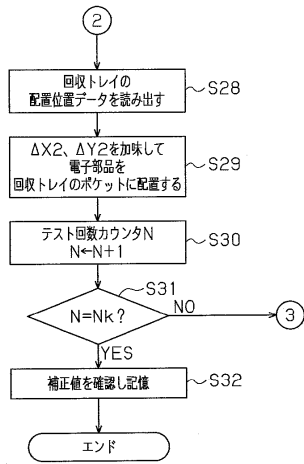 2
回収トレイの
配置位置データを読み出す
S28
ΔX2、ΔY2を加味して
電子部品を
回収トレイのポケットに配置する
S29
テスト回数カウンタN
N←N+1
S30
S31
N=Nk?
NO
3
YES
補正値を確認し記憶
S32
エンド